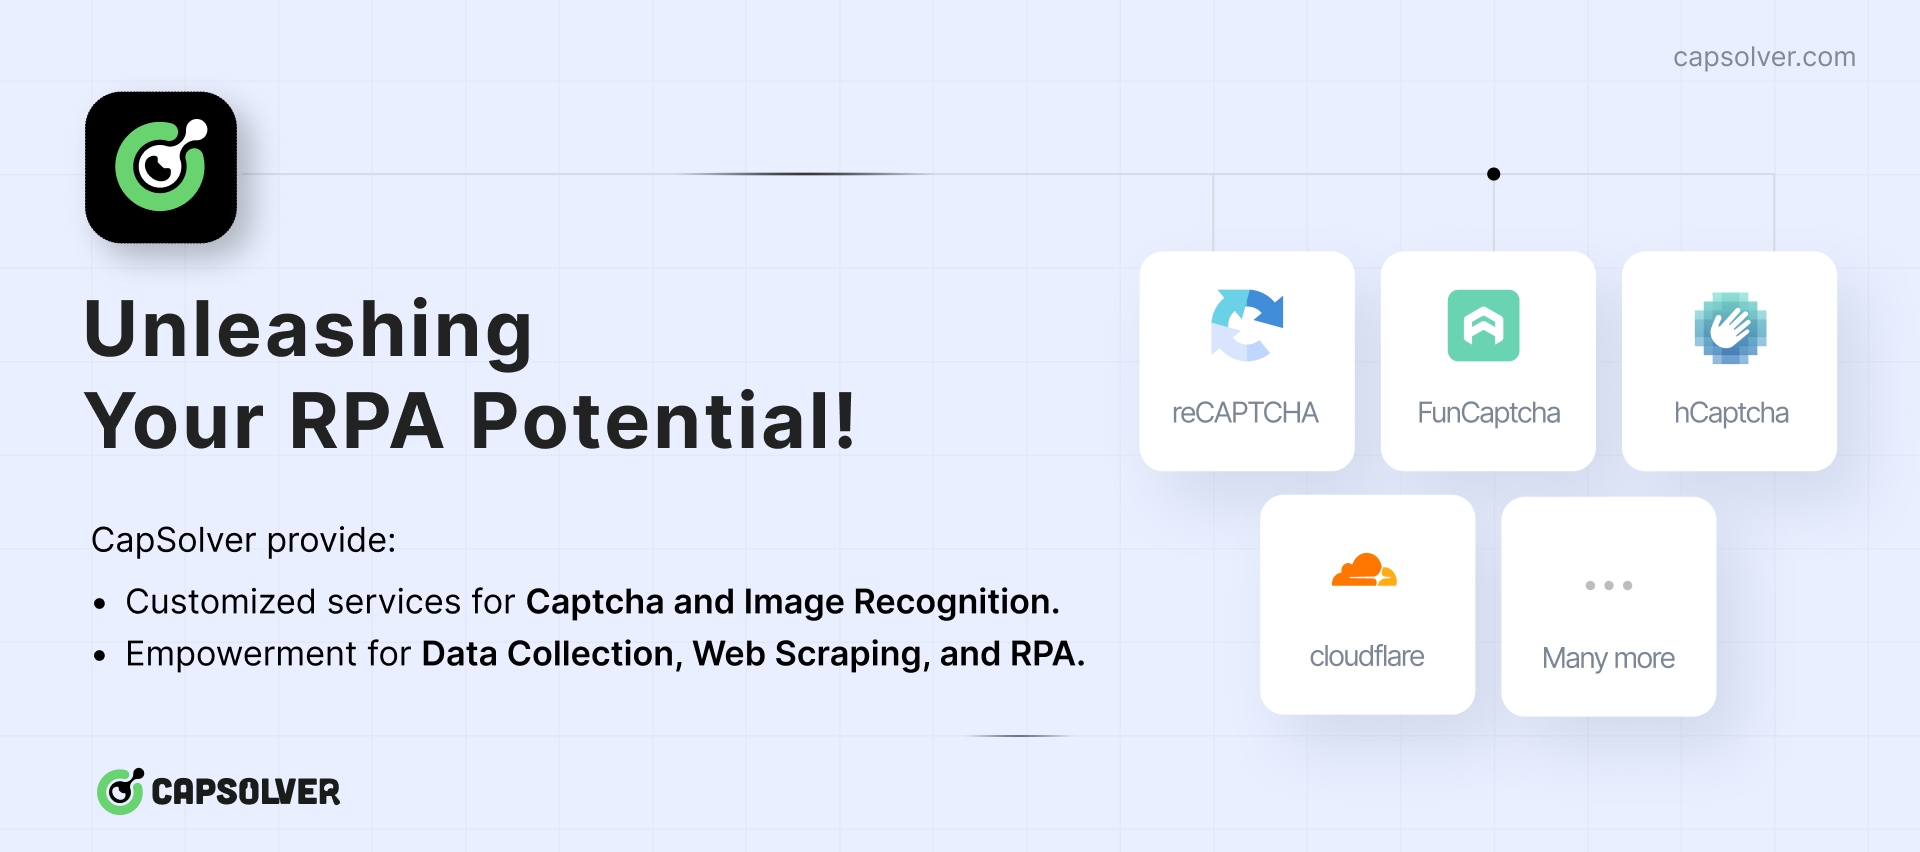 capsolver.com
Unleashing
Your RPA Potential!
CapSolver provide:
• Customized services for Captcha and Image Recognition.
• Empowerment for Data Collection, Web Scraping, and RPA.
reCAPTCHA
FunCaptcha
hCaptcha
cloudflare
Many more
CAPSOLVER